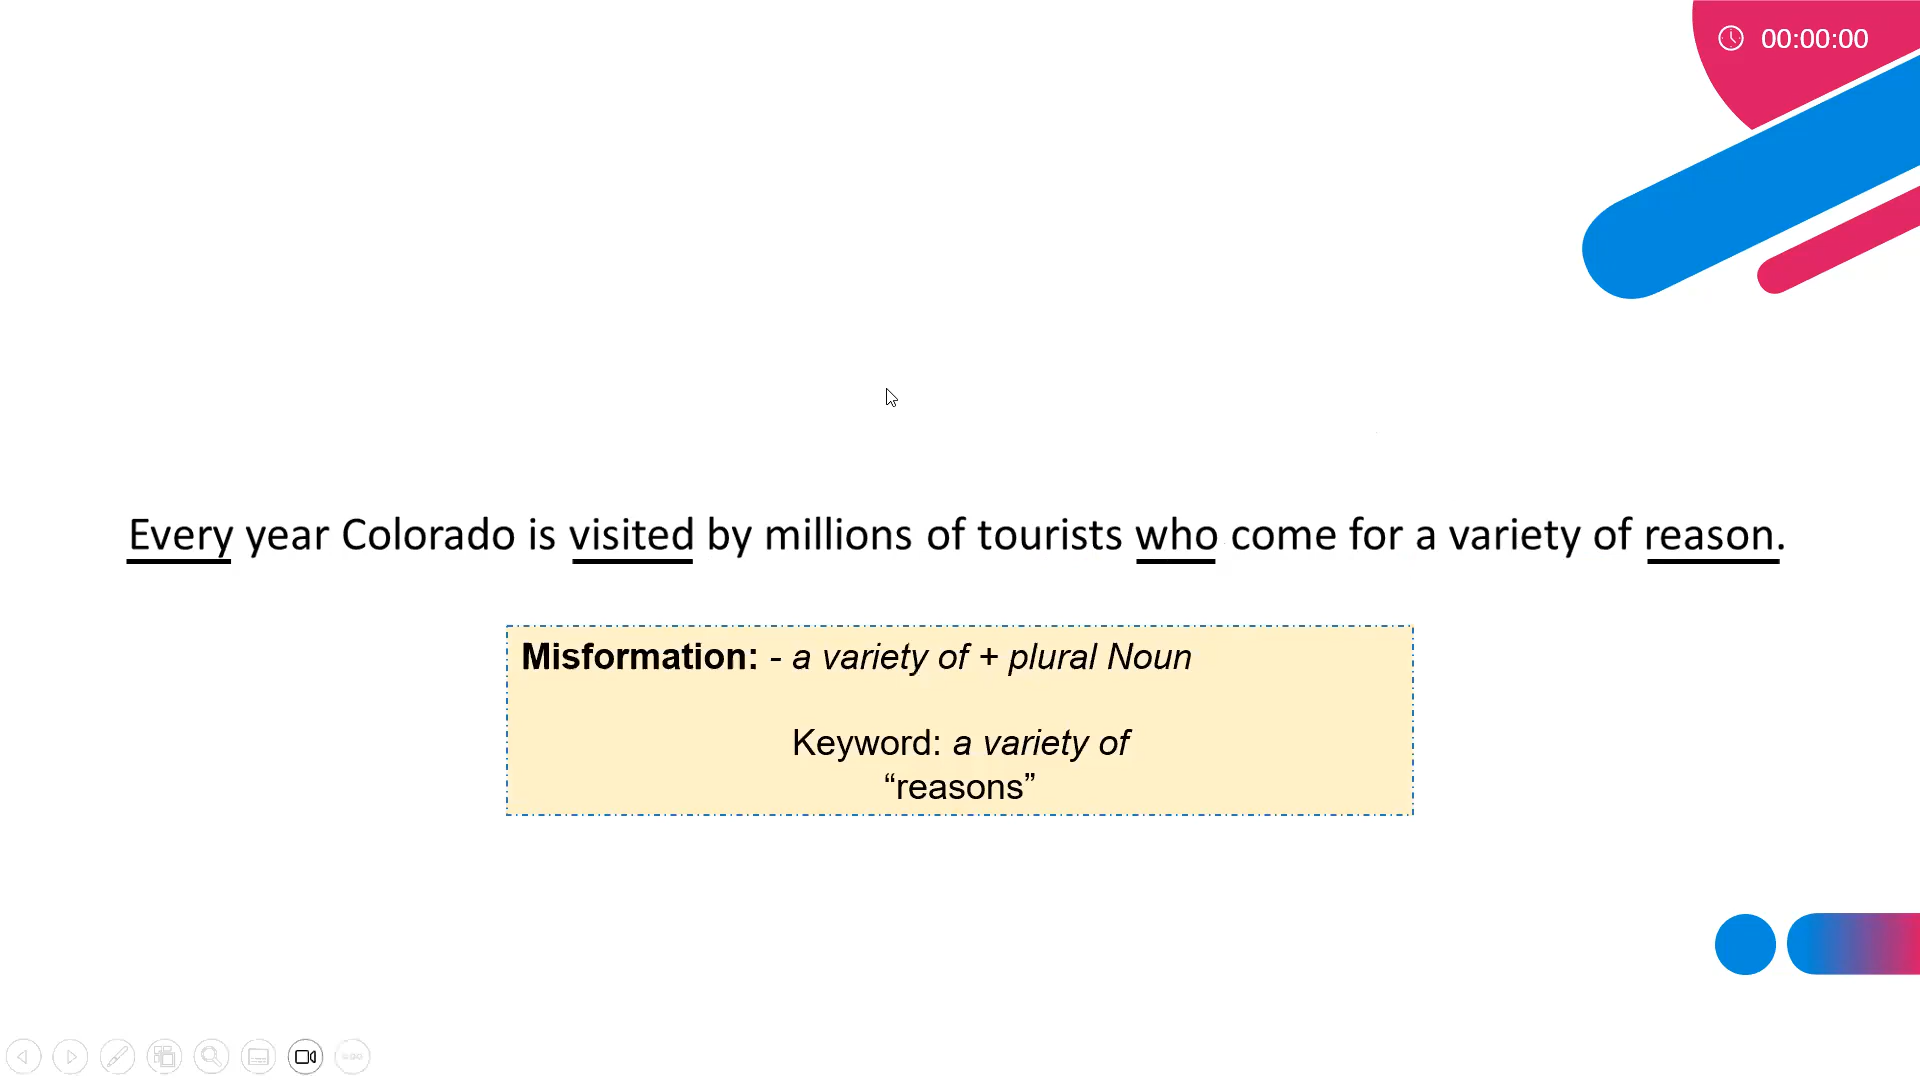 00:00:00
Every year Colorado is visited by millions of tourists who come for a variety of reason.
Misformation: - a variety of + plural Noun
Keyword: a variety of
“reasons”